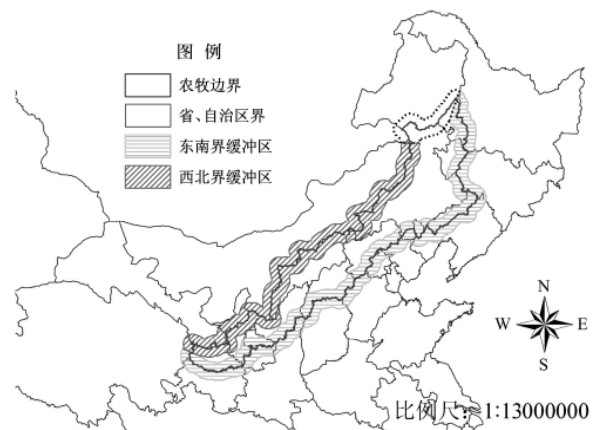 图 例
农牧边界
省、自治区界
东南界缓冲区
西北界缓冲区
N
W E
S
比例尺：1:13000000